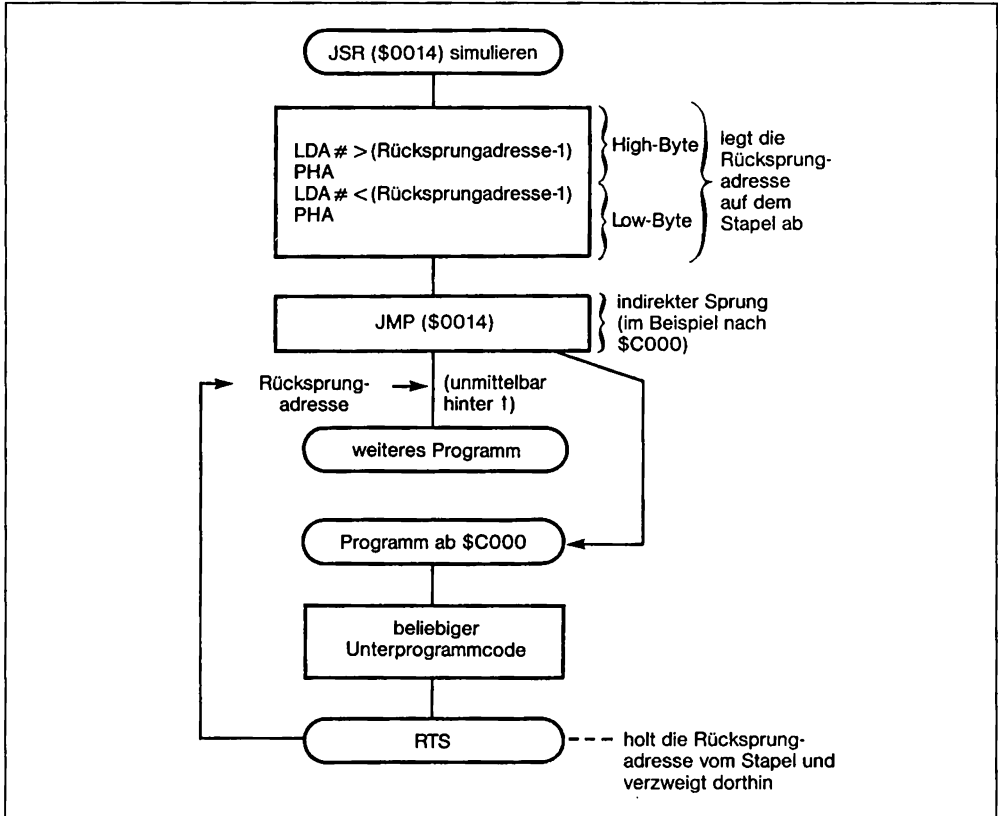 JSR ($0014) simulieren
LDA # > (Rücksprungadresse-1)
PHA
LDA # < (Rücksprungadresse-1)
PHA
High-Byte
Low-Byte
legt die
Rücksprung-
adresse
auf dem
Stapel ab
JMP ($0014)
indirekter Sprung
(im Beispiel nach
$C000)
Rücksprung-
adresse
(unmittelbar
hinter ↑)
weiteres Programm
Programm ab $C000
beliebiger
Unterprogrammcode
RTS
holt die Rücksprung-
adresse vom Stapel und
verzweigt dorthin